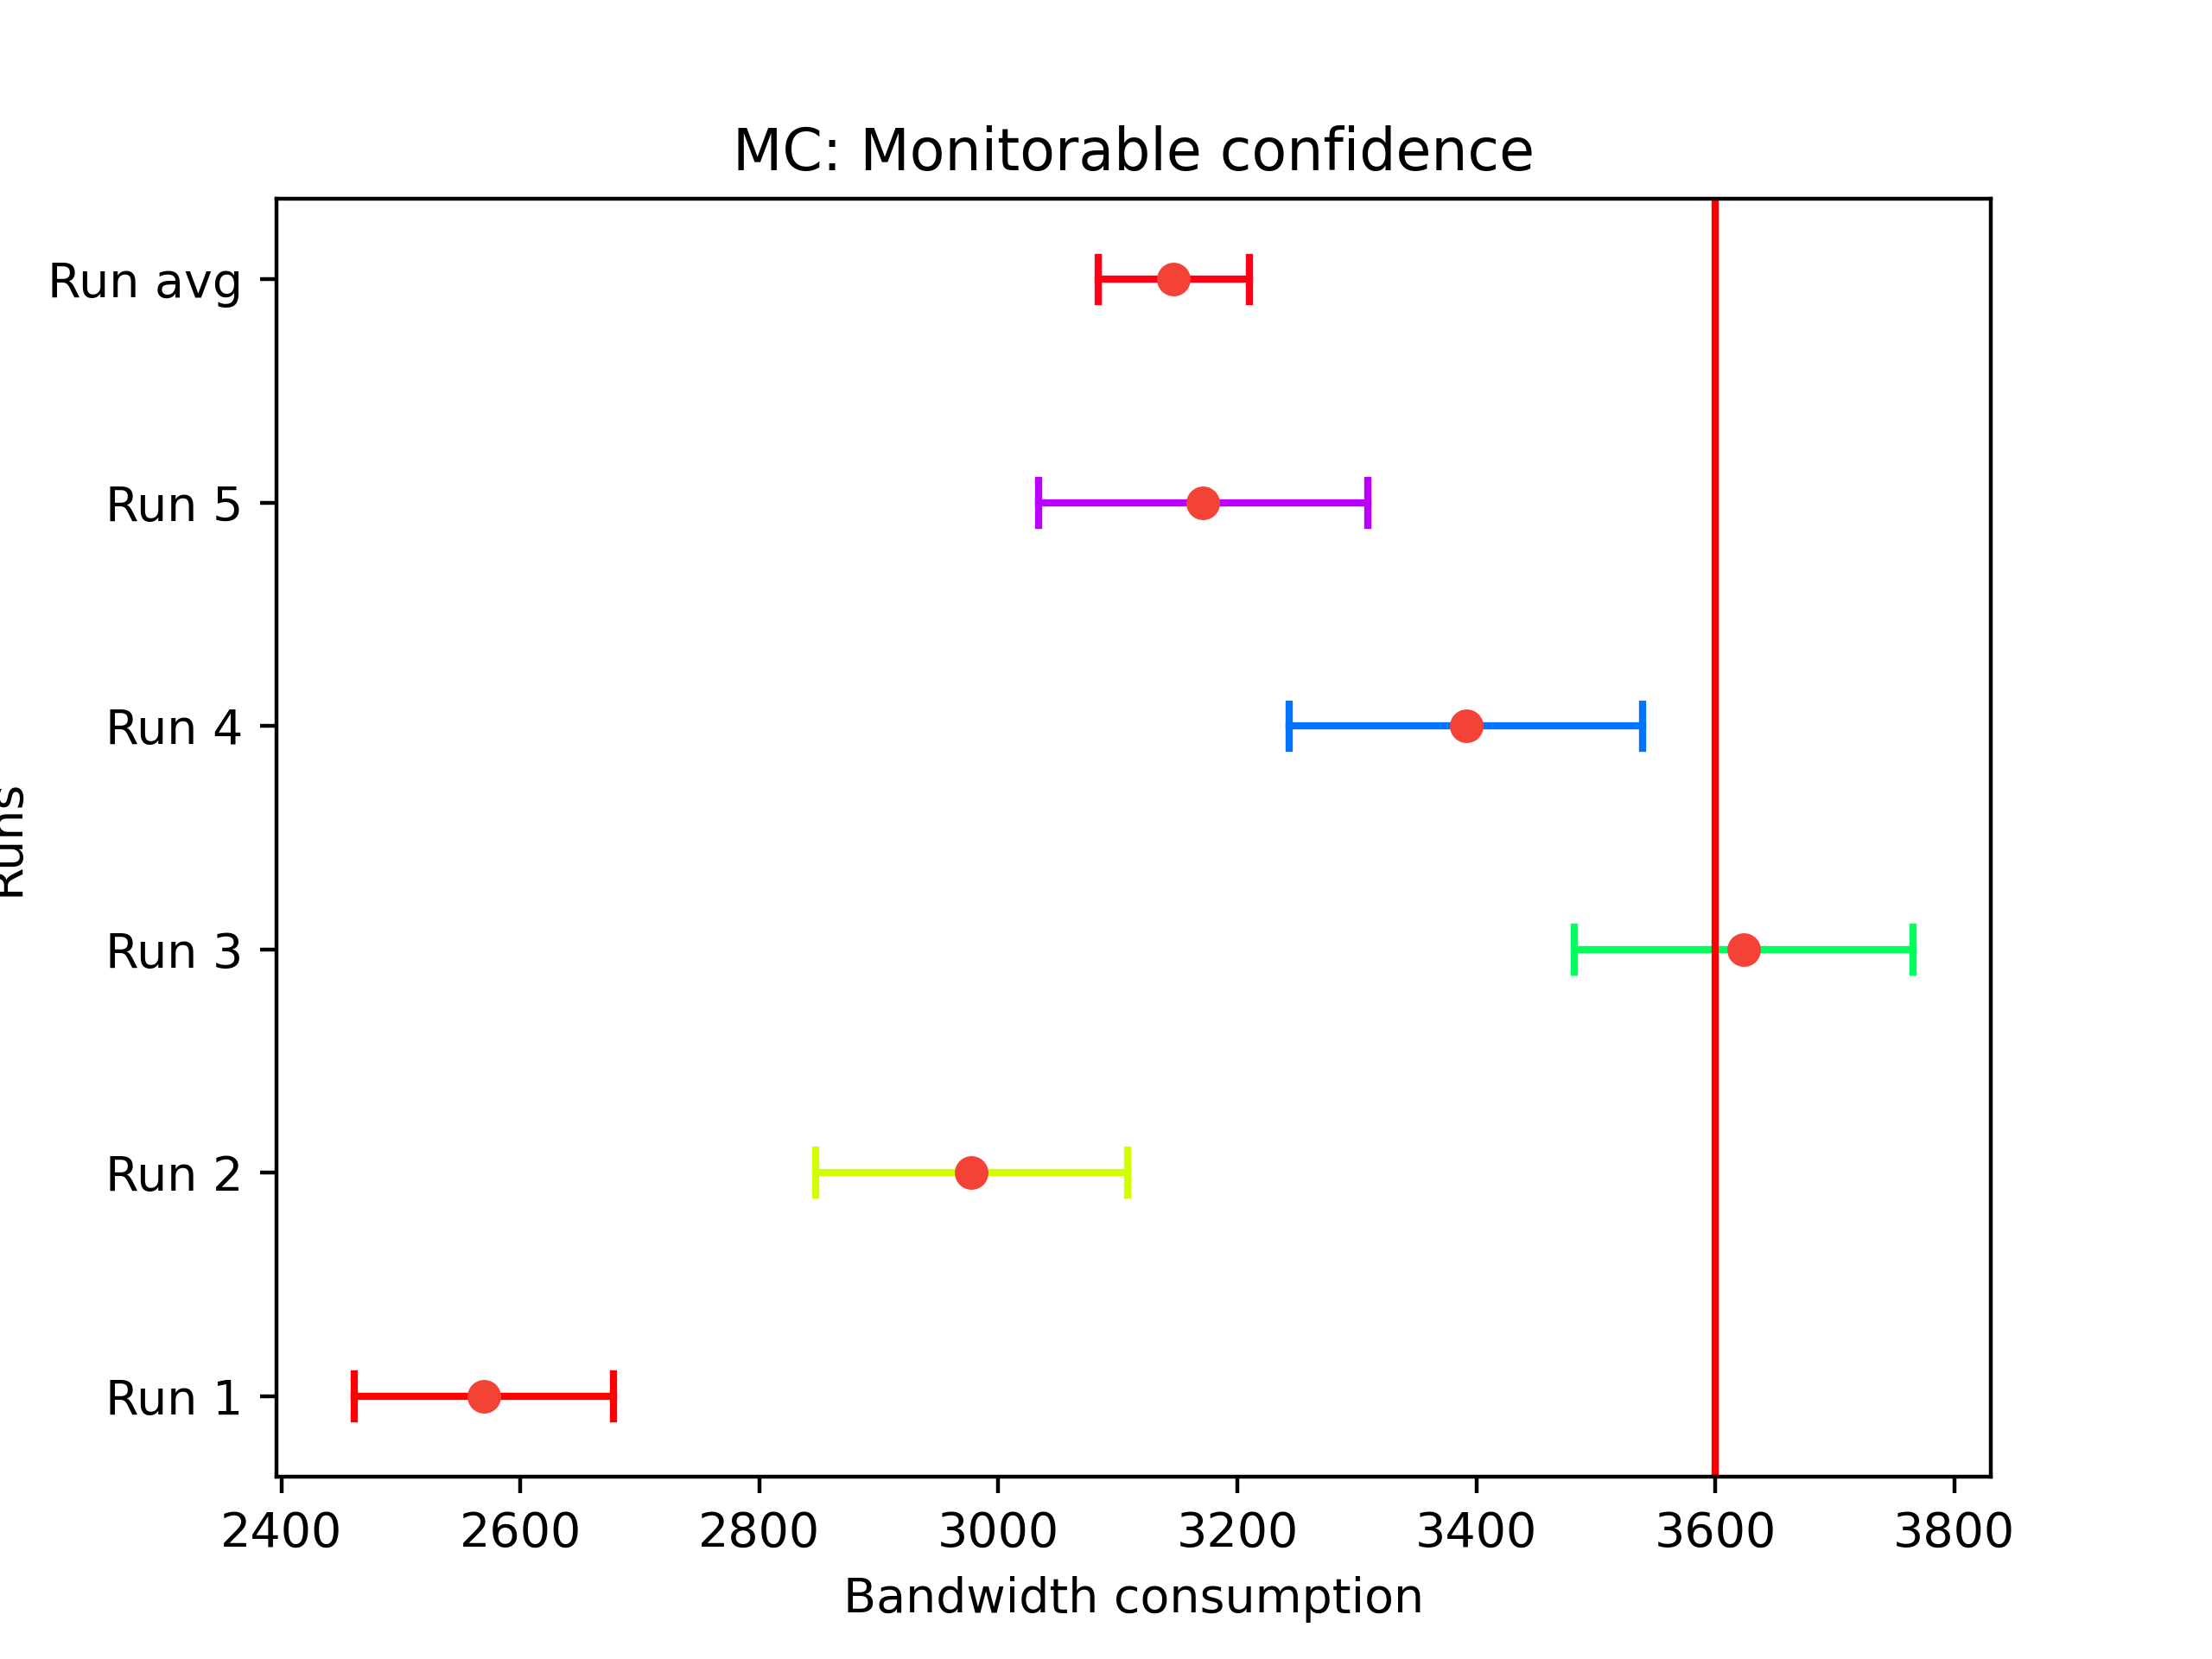 MC: Monitorable confidence
Run avg
Run 5
Run 4
Run 3
Run 2
Run 1
Runs
2400 2600 2800 3000 3200 3400 3600 3800
Bandwidth consumption